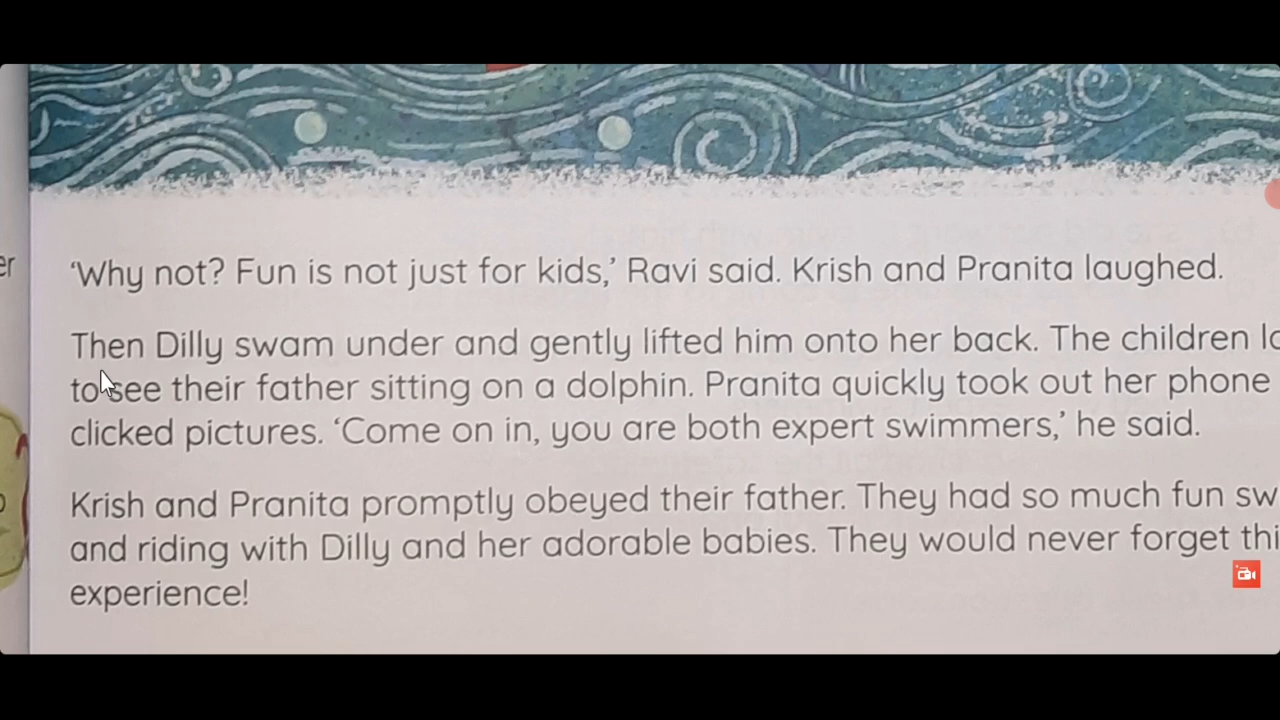 er
‘Why not? Fun is not just for kids,’ Ravi said. Krish and Pranita laughed.
Then Dilly swam under and gently lifted him onto her back. The children
to see their father sitting on a dolphin. Pranita quickly took out her phone
clicked pictures. ‘Come on in, you are both expert swimmers,’ he said.
Krish and Pranita promptly obeyed their father. They had so much fun
and riding with Dilly and her adorable babies. They would never forget
experience!